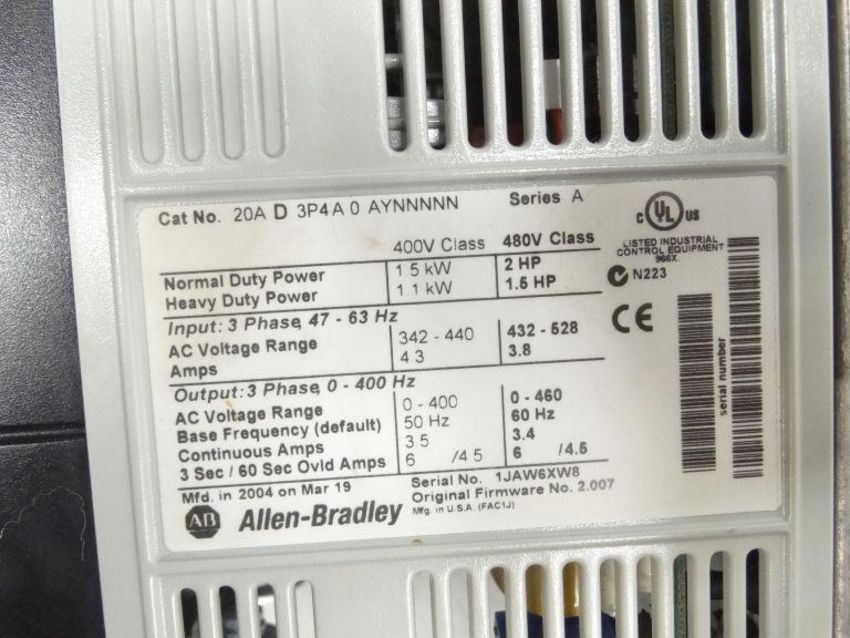 Cat No. 20A D 3P4 A 0 AYNNNNN Series A
C UL US
LISTED INDUSTRIAL
CONTROL EQUIPMENT
966X
N223
CE
400V Class 480V Class
Normal Duty Power 1.5 kW 2 HP
Heavy Duty Power 1.1 kW 1.5 HP
Input: 3 Phase, 47 - 63 Hz
AC Voltage Range 342 - 440 432 - 528
Amps 4 3 3.8
Output: 3 Phase, 0 - 400 Hz
AC Voltage Range 0 - 400 0 - 460
Base Frequency (default) 50 Hz 60 Hz
Continuous Amps 3 5 3.4
3 Sec / 60 Sec Ovld Amps 6 /4.5 6 /4.5
Mfd. in 2004 on Mar 19 Serial No. 1JAW6XW8
Original Firmware No. 2.007
AB Allen-Bradley Mfg. in U.S.A. (FAC1J)
serial number